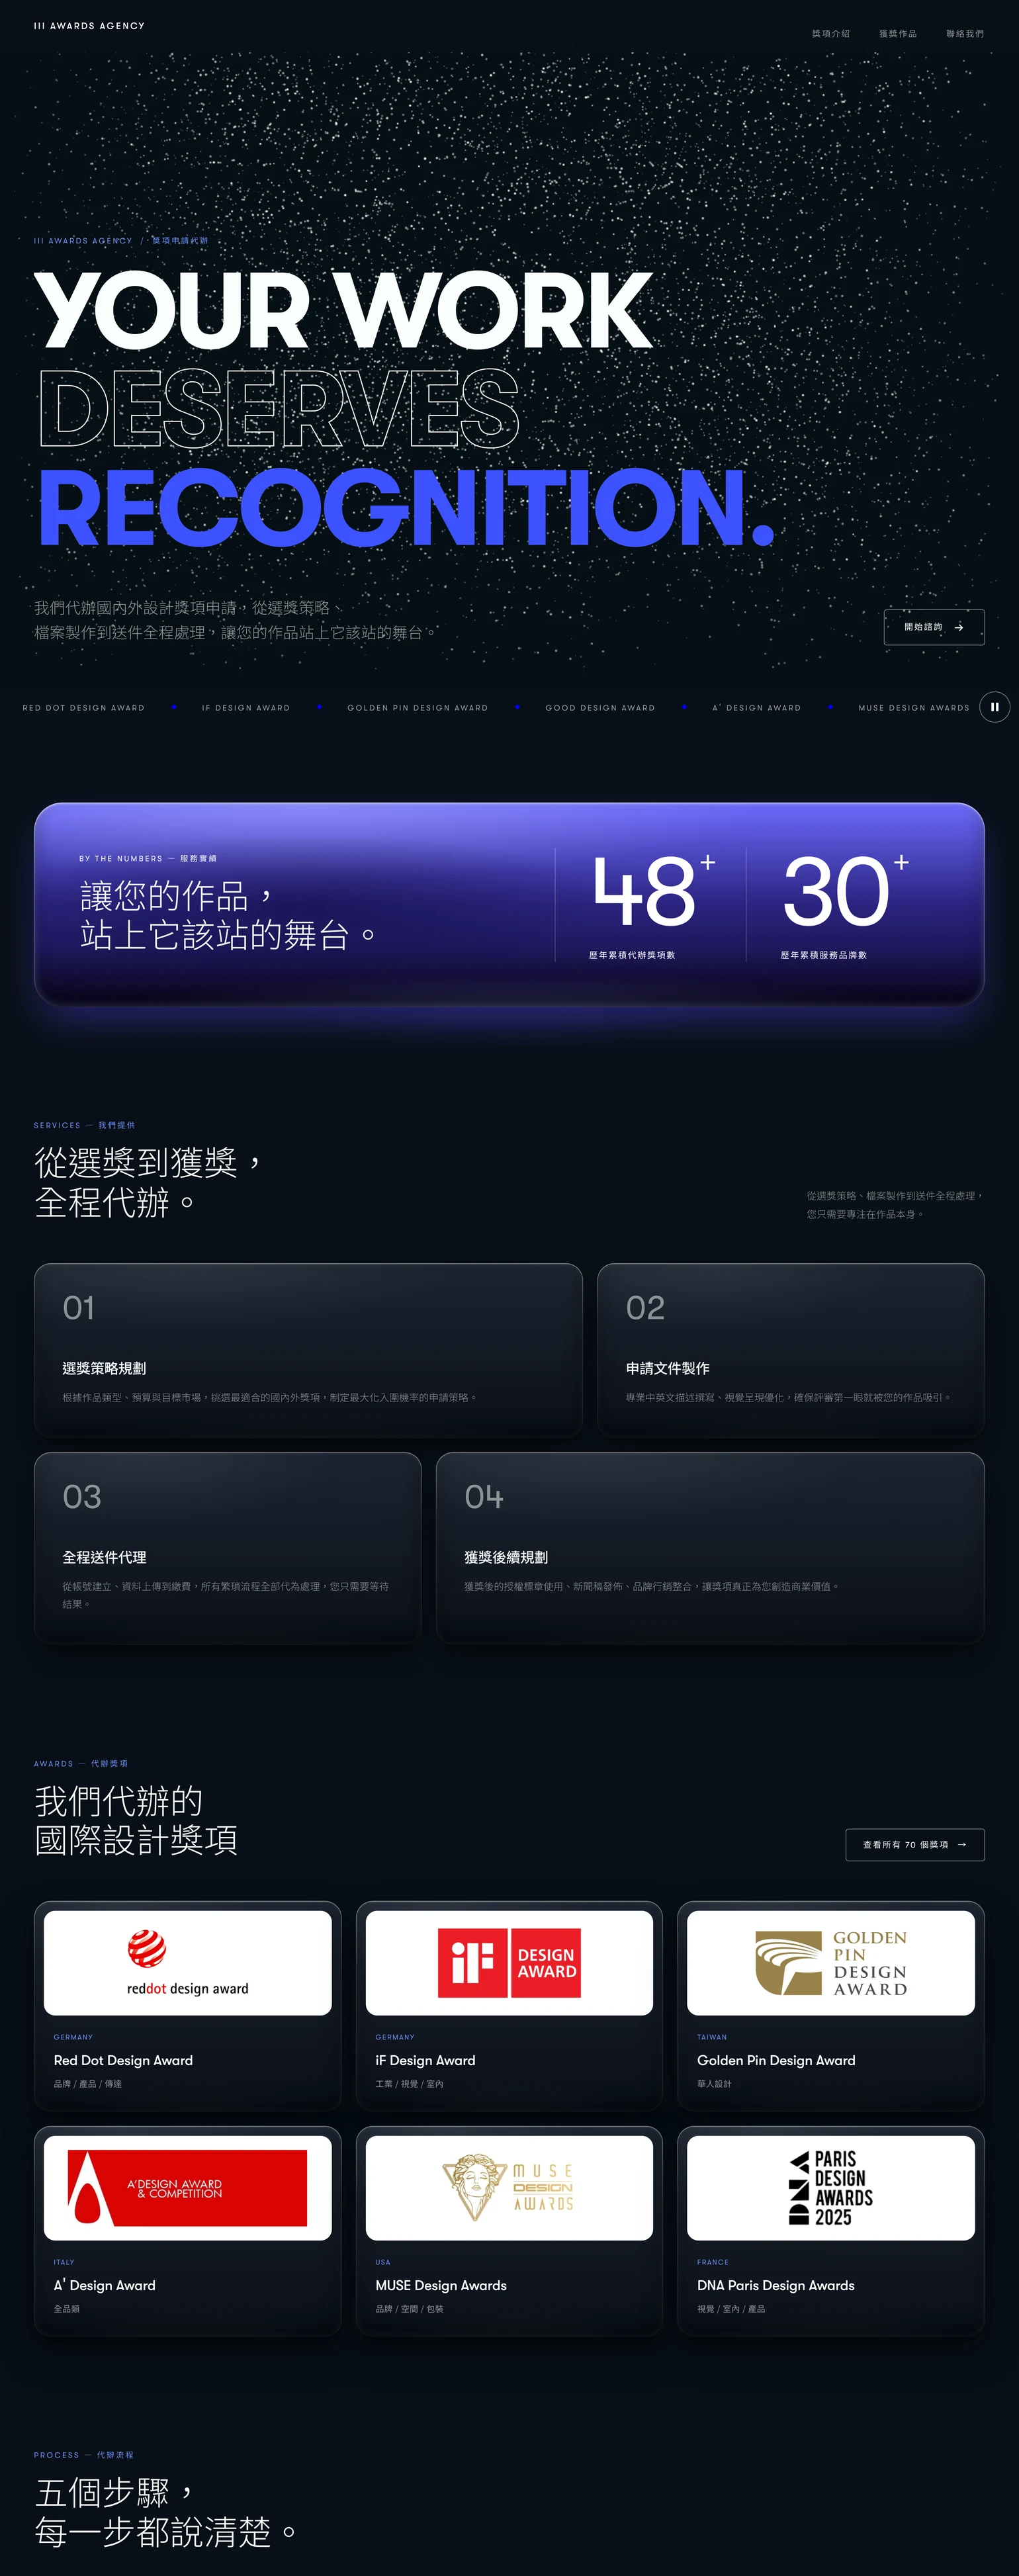 III AWARDS AGENCY
獎項介紹
獲獎作品
聯絡我們
III AWARDS AGENCY / 獎項申請代辦
YOUR WORK
DESERVES
RECOGNITION.
我們代辦國內外設計獎項申請，從選獎策略、
檔案製作到送件全程處理，讓您的作品站上它該站的舞台。
開始諮詢 →
RED DOT DESIGN AWARD ✦ IF DESIGN AWARD ✦ GOLDEN PIN DESIGN AWARD ✦ GOOD DESIGN AWARD ✦ A' DESIGN AWARD ✦ MUSE DESIGN AWARDS
BY THE NUMBERS — 服務實績
讓您的作品，
站上它該站的舞台。
48+
歷年累積代辦獎項數
30+
歷年累積服務品牌數
SERVICES — 我們提供
從選獎到獲獎，
全程代辦。
從選獎策略、檔案製作到送件全程處理，
您只需要專注在作品本身。
01
選獎策略規劃
根據作品類型、預算與目標市場，挑選最適合的國內外獎項，制定最大化入圍機率的申請策略。
02
申請文件製作
專業中英文描述撰寫、視覺呈現優化，確保評審第一眼就被您的作品吸引。
03
全程送件代理
從帳號建立、資料上傳到繳費，所有繁瑣流程全部代為處理，您只需要等待
結果。
04
獲獎後續規劃
獲獎後的授權標章使用、新聞稿發佈、品牌行銷整合，讓獎項真正為您創造商業價值。
AWARDS — 代辦獎項
我們代辦的
國際設計獎項
查看所有 70 個獎項 →
reddot design award
GERMANY
Red Dot Design Award
品牌 / 產品 / 傳達
iF DESIGN
AWARD
GERMANY
iF Design Award
工業 / 視覺 / 室內
GOLDEN
PIN
DESIGN
AWARD
TAIWAN
Golden Pin Design Award
華人設計
A'DESIGN AWARD
& COMPETITION
ITALY
A' Design Award
全品類
MUSE
DESIGN
AWARDS
USA
MUSE Design Awards
品牌 / 空間 / 包裝
DNA
PARIS
DESIGN
AWARDS
2025
FRANCE
DNA Paris Design Awards
視覺 / 室內 / 產品
PROCESS — 代辦流程
五個步驟，
每一步都說清楚。